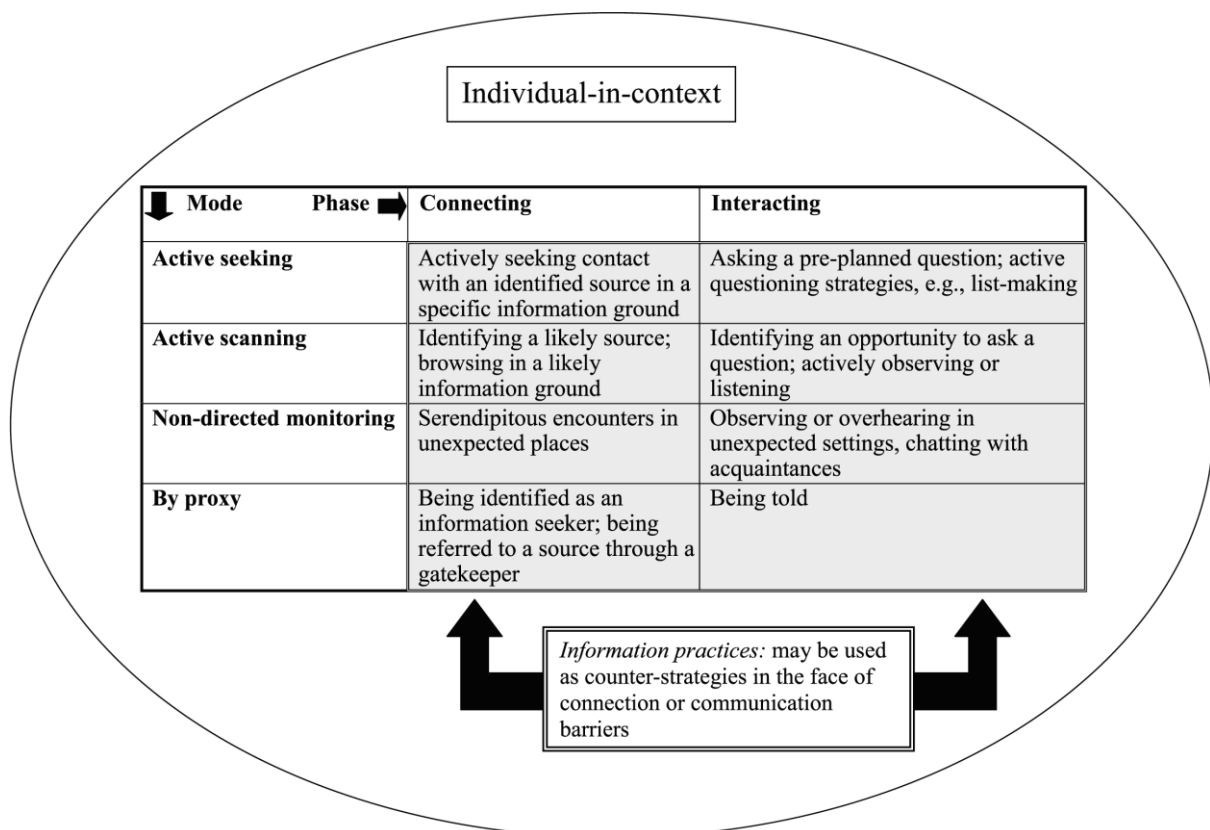 Individual-in-context
Mode Phase Connecting Interacting
Active seeking
Actively seeking contact
with an identified source in a
specific information ground
Asking a pre-planned question; active
questioning strategies, e.g., list-making
Active scanning
Identifying a likely source;
browsing in a likely
information ground
Identifying an opportunity to ask a
question; actively observing or
listening
Non-directed monitoring
Serendipitous encounters in
unexpected places
Observing or overhearing in
unexpected settings, chatting with
acquaintances
By proxy
Being identified as an
information seeker; being
referred to a source through a
gatekeeper
Being told
Information practices: may be used
as counter-strategies in the face of
connection or communication
barriers